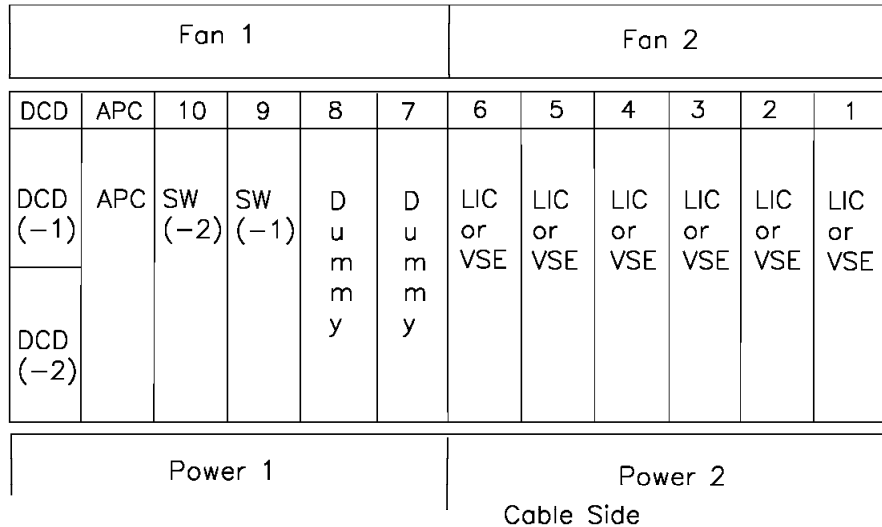 Fan 1 Fan 2
DCD APC 10 9 8 7 6 5 4 3 2 1
DCD (-1)
DCD (-2)
APC
SW (-2)
SW (-1)
Dummy
Dummy
LIC or VSE
LIC or VSE
LIC or VSE
LIC or VSE
LIC or VSE
LIC or VSE
Power 1 Power 2
Cable Side